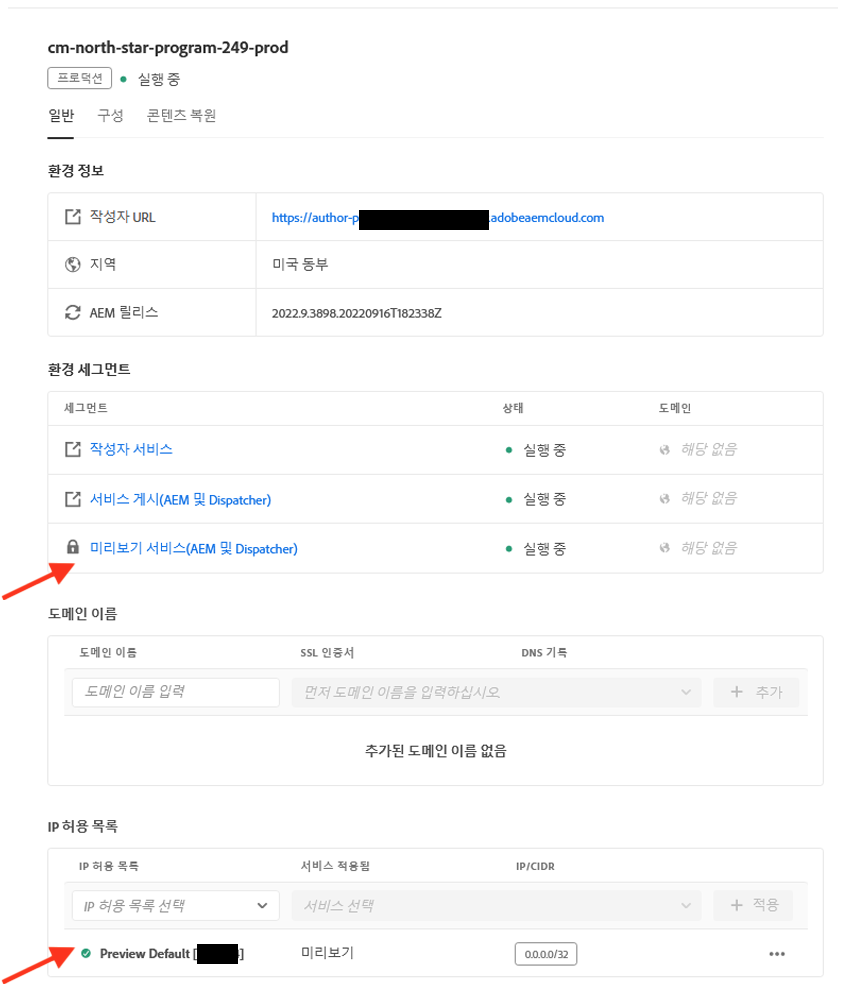 cm-north-star-program-249-prod
프로덕션 실행 중
일반 구성 콘텐츠 복원
환경 정보
작성자 URL https://author-p .adobeaemcloud.com
지역 미국 동부
AEM 릴리스 2022.9.3898.20220916T182338Z
환경 세그먼트
세그먼트 상태 도메인
작성자 서비스 실행 중 해당 없음
서비스 게시(AEM 및 Dispatcher) 실행 중 해당 없음
미리보기 서비스(AEM 및 Dispatcher) 실행 중 해당 없음
도메인 이름
도메인 이름 SSL 인증서 DNS 기록
도메인 이름 입력 먼저 도메인 이름을 입력하십시오. + 추가
추가된 도메인 이름 없음
IP 허용 목록
IP 허용 목록 서비스 적용됨 IP/CIDR
IP 허용 목록 선택 서비스 선택 + 적용
Preview Default [ ] 미리보기 0.0.0.0/32